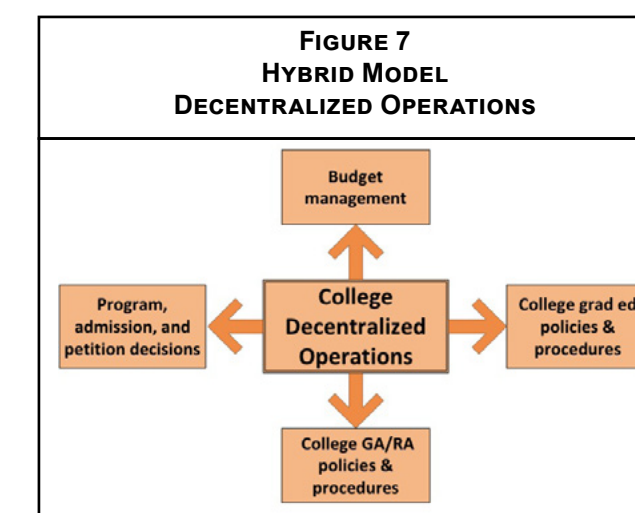 FIGURE 7
HYBRID MODEL
DECENTRALIZED OPERATIONS
Budget
management
Program,
admission, and
petition decisions
College
Decentralized
Operations
College grad ed
policies &
procedures
College GA/RA
policies &
procedures